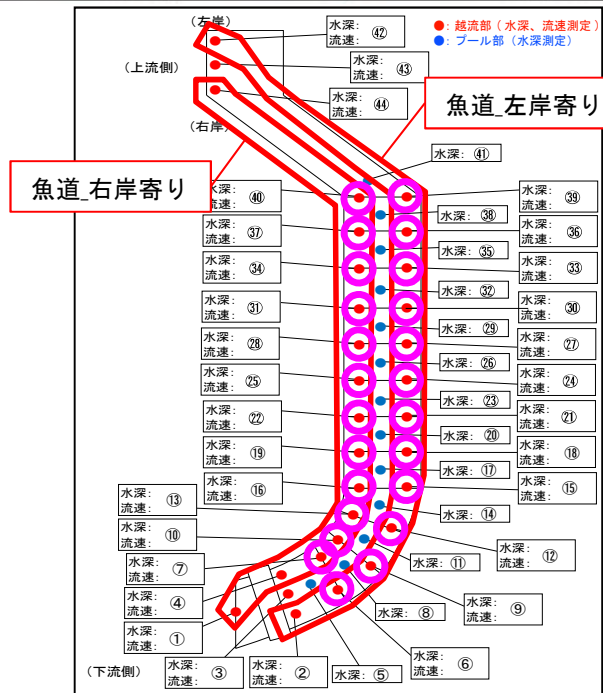 (左岸)
水深:
流速:
㊷
●:越流部(水深、流速測定)
●:プール部(水深測定)
(上流側)
水深:
流速:
㊸
水深:
流速:
㊹
(右岸)
魚道_左岸寄り
水深: ㊶
魚道_右岸寄り
水深:
流速:
㊵
水深:
流速:
㊴
水深: ㊳
水深:
流速:
㊲
水深:
流速:
㊱
水深: ㉟
水深:
流速:
㉞
水深:
流速:
㉝
水深: ㉜
水深:
流速:
㉛
水深:
流速:
㉚
水深: ㉙
水深:
流速:
㉘
水深:
流速:
㉗
水深: ㉖
水深:
流速:
㉕
水深:
流速:
㉔
水深: ㉓
水深:
流速:
㉒
水深:
流速:
㉑
水深: ⑳
水深:
流速:
⑲
水深:
流速:
⑱
水深: ⑰
水深:
流速:
⑯
水深:
流速:
⑮
水深:
流速:
⑬
水深: ⑭
水深:
流速:
⑩
水深:
流速:
⑫
水深: ⑪
水深:
流速:
⑦
水深:
流速:
④
水深: ⑧
水深:
流速:
⑨
水深:
流速:
①
(下流側)
水深:
流速:
③
水深:
流速:
②
水深: ⑤
水深:
流速:
⑥